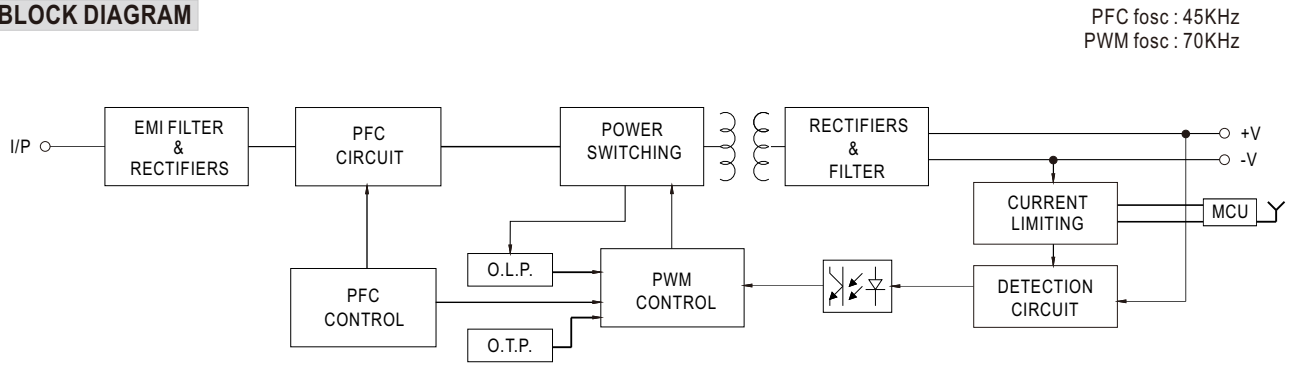 BLOCK DIAGRAM
PFC fosc : 45KHz
PWM fosc : 70KHz
I/P
EMI FILTER
&
RECTIFIERS
PFC
CIRCUIT
POWER
SWITCHING
RECTIFIERS
&
FILTER
+V
-V
CURRENT
LIMITING
MCU
O.L.P.
PFC
CONTROL
PWM
CONTROL
DETECTION
CIRCUIT
O.T.P.